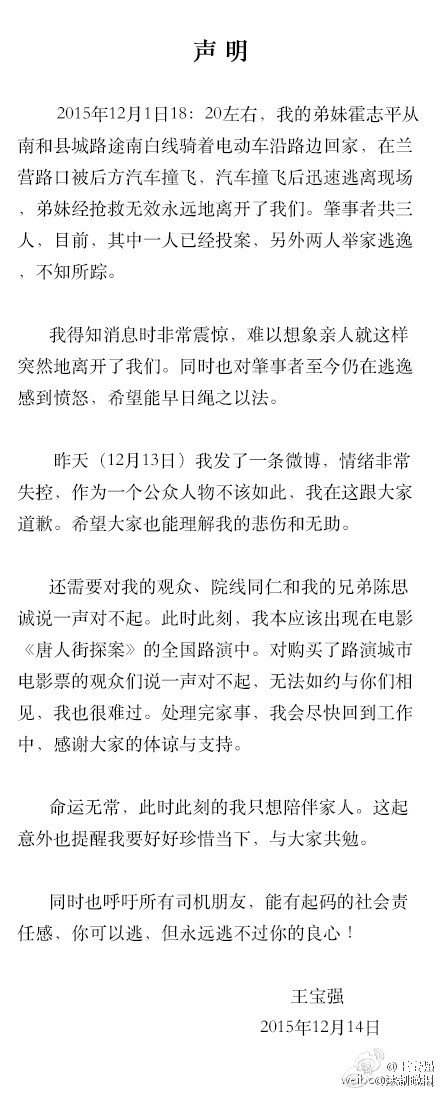 声 明
2015年12月1日18：20左右，我的弟妹霍志平从
南和县城路途南白线骑着电动车沿路边回家，在兰
营路口被后方汽车撞飞，汽车撞飞后迅速逃离现场
，弟妹经抢救无效永远地离开了我们。肇事者共三
人，目前，其中一人已经投案，另外两人举家逃逸
，不知所踪。
我得知消息时非常震惊，难以想象亲人就这样
突然地离开了我们。同时也对肇事者至今仍在逃逸
感到愤怒，希望能早日绳之以法。
昨天（12月13日）我发了一条微博，情绪非常
失控，作为一个公众人物不该如此，我在这跟大家
道歉。希望大家也能理解我的悲伤和无助。
还需要对我的观众、院线同仁和我的兄弟陈思
诚说一声对不起。此时此刻，我本应该出现在电影
《唐人街探案》的全国路演中。对购买了路演城市
电影票的观众们说一声对不起，无法如约与你们相
见，我也很难过。处理完家事，我会尽快回到工作
中，感谢大家的体谅与支持。
命运无常，此时此刻的我只想陪伴家人。这起
意外也提醒我要好好珍惜当下，与大家共勉。
同时也呼吁所有司机朋友，能有起码的社会责
任感，你可以逃，但永远逃不过你的良心！
王宝强
2015年12月14日
@王宝强
@法制晚报